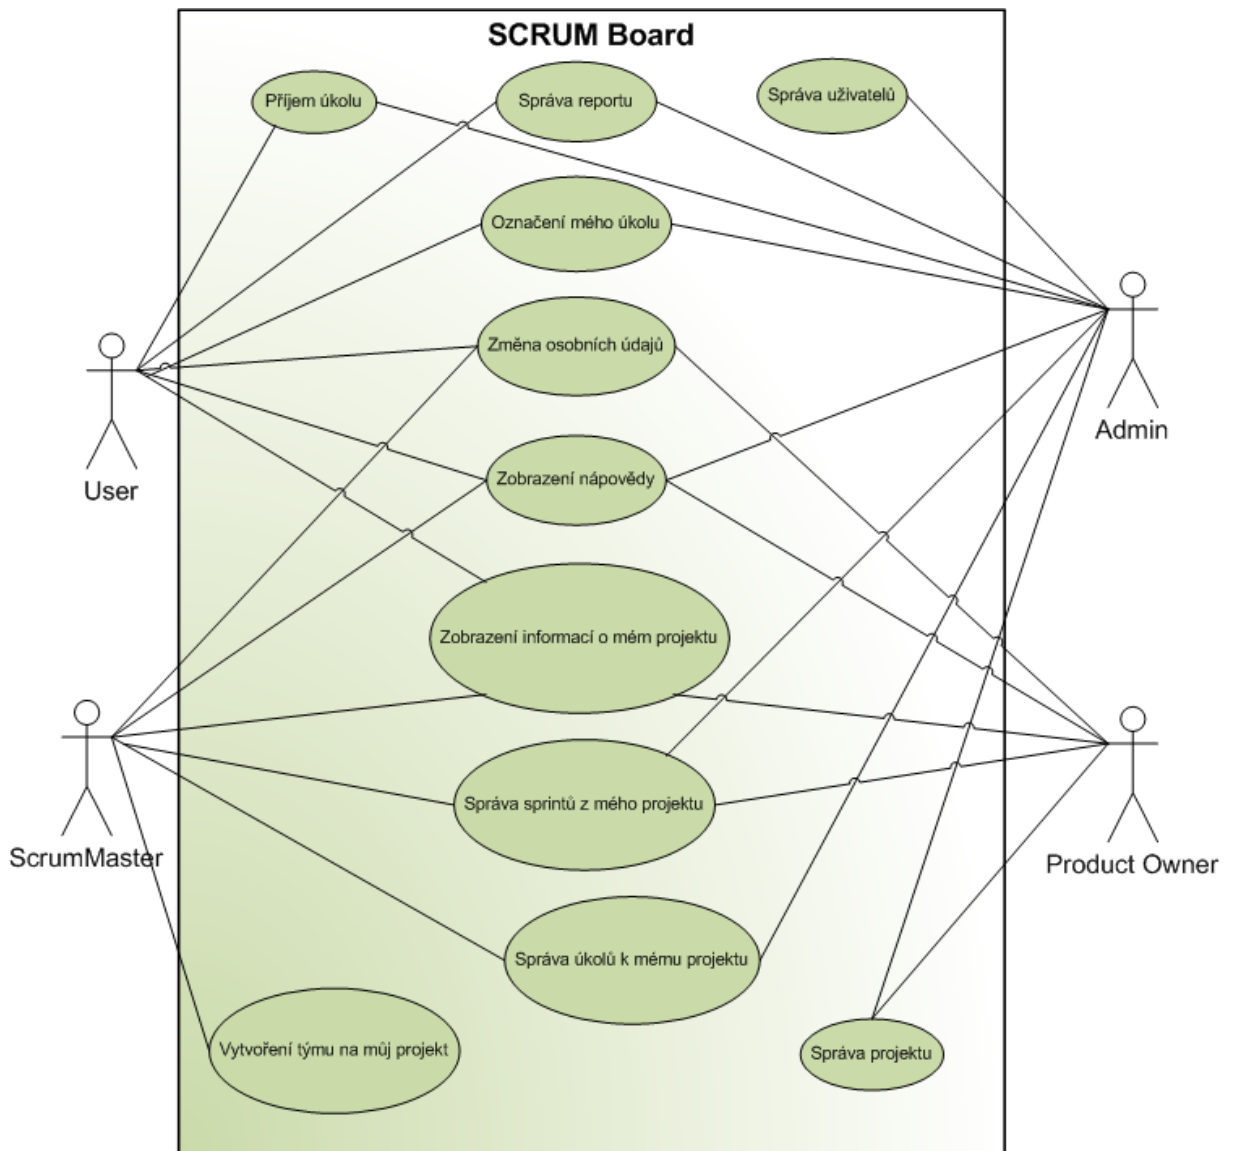 SCRUM Board
Příjem úkolu
Správa reportu
Správa uživatelů
Označení mého úkolu
Změna osobních údajů
Admin
Zobrazení nápovědy
User
Zobrazení informací o mém projektu
Správa sprintů z mého projektu
ScrumMaster
Product Owner
Správa úkolů k mému projektu
Vytvoření týmu na můj projekt
Správa projektu